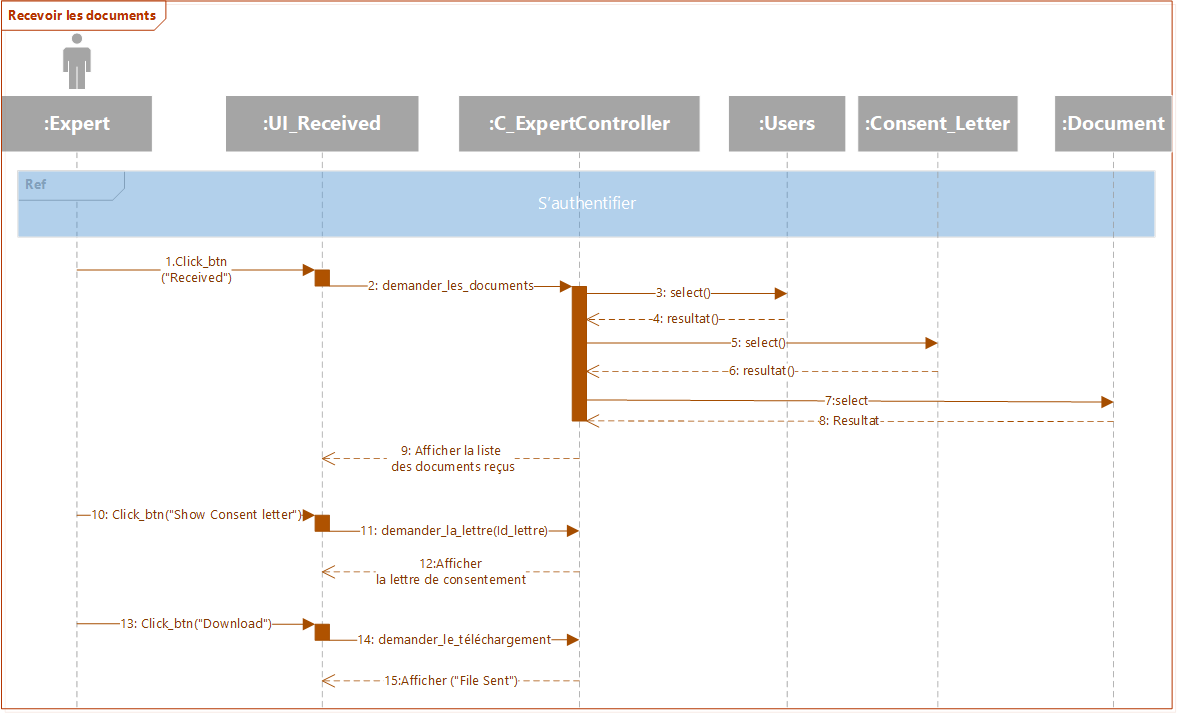 Recevoir les documents
:Expert
:UI_Received
:C_ExpertController
:Users
:Consent_Letter
:Document
Ref
S'authentifier
1.Click_btn
("Received")
2: demander_les_documents
3: select()
4: resultat()
5: select()
6: resultat()
7:select
8: Resultat
9: Afficher la liste
des documents reçus
10: Click_btn("Show Consent letter")
11: demander_la_lettre(Id_lettre)
12:Afficher
la lettre de consentement
13: Click_btn("Download")
14: demander_le_téléchargement
15:Afficher ("File Sent")